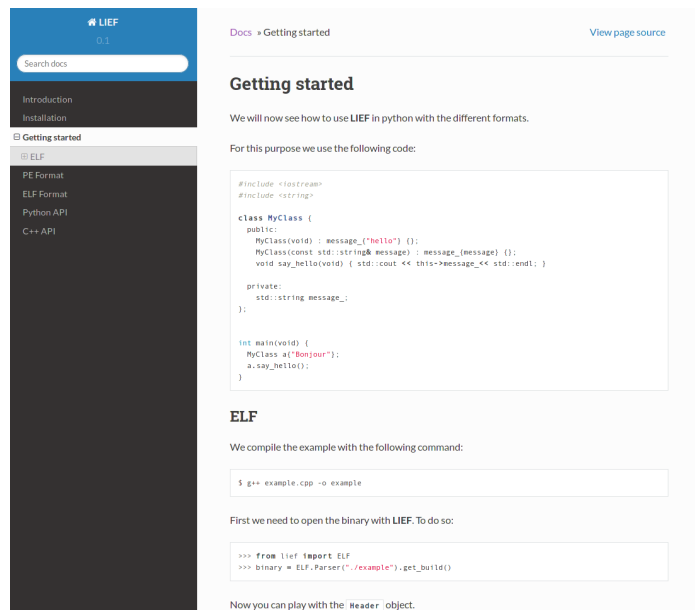 LIEF
0.1
Search docs
Introduction
Installation
Getting started
ELF
PE Format
ELF Format
Python API
C++ API
Docs » Getting started
View page source
Getting started
We will now see how to use LIEF in python with the different formats.
For this purpose we use the following code:
#include <iostream>
#include <string>
class MyClass {
public:
MyClass(void) : message_{"hello"} {};
MyClass(const std::string& message) : message_{message} {};
void say_hello(void) { std::cout << this->message_<< std::endl; }
private:
std::string message_;
};
int main(void) {
MyClass a{"Bonjour"};
a.say_hello();
}
ELF
We compile the example with the following command:
$ g++ example.cpp -o example
First we need to open the binary with LIEF. To do so:
>>> from lief import ELF
>>> binary = ELF.Parser("./example").get_build()
Now you can play with the Header object.